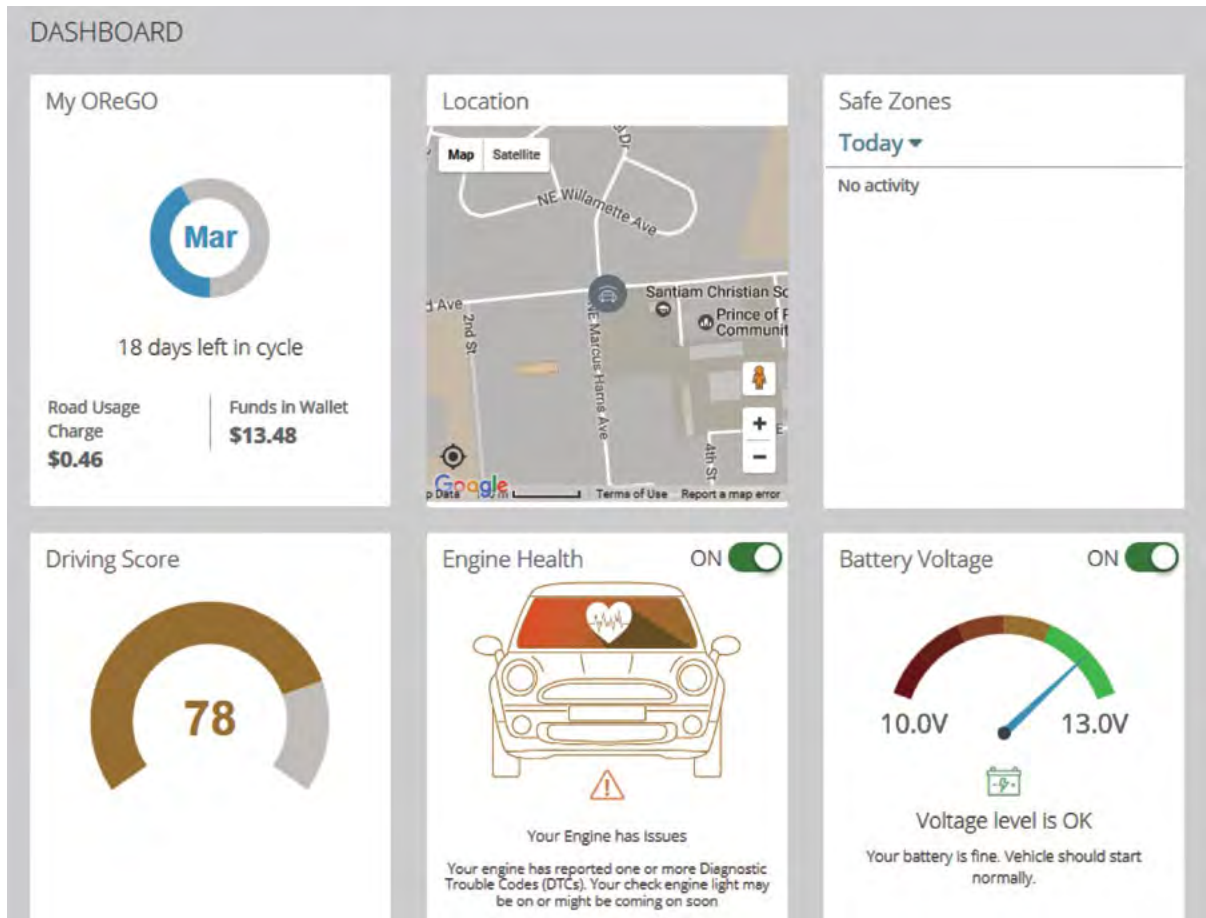 DASHBOARD
My OReGO
Mar
18 days left in cycle
Road Usage
Charge
$0.46
Funds in Wallet
$13.48
Location
Map
Satellite
Dr
NE Willamette Ave
Santiam Christian Sc
Prince of P
Communit
d Ave
2nd St
NE Marcus Harris Ave
4th St
E
+
−
Google
p Data
m
Terms of Use
Report a map error
Safe Zones
Today
No activity
Driving Score
78
Engine Health
ON
Your Engine has Issues
Your engine has reported one or more Diagnostic
Trouble Codes (DTCs). Your check engine light may
be on or might be coming on soon
Battery Voltage
ON
10.0V
13.0V
Voltage level is OK
Your battery is fine. Vehicle should start
normally.